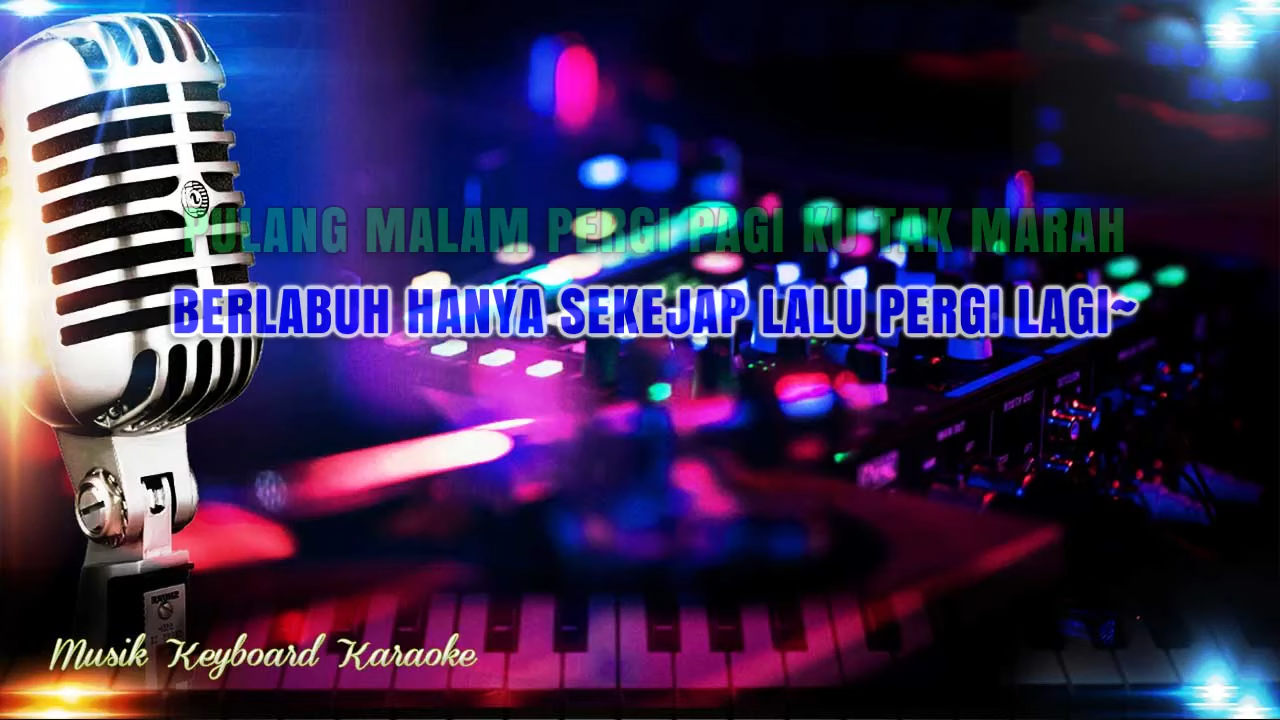 PULANG MALAM PERGI PAGI KU TAK MARAH
BERLABUH HANYA SEKEJAP LALU PERGI LAGI~
Musik Keyboard Karaoke